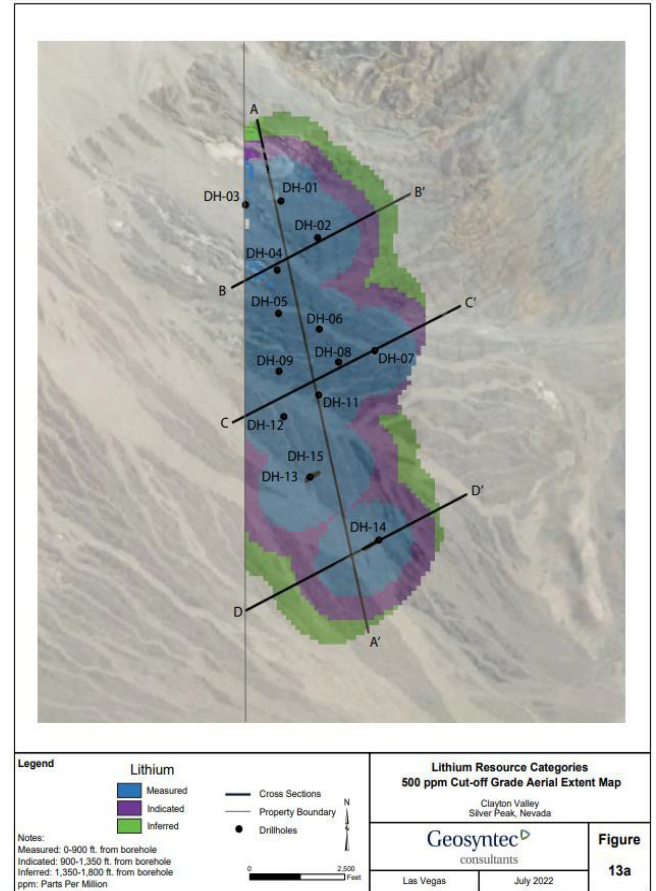 A
DH-03
DH-01
B'
DH-02
DH-04
B
DH-05
C'
DH-06
DH-09
DH-08
DH-07
DH-11
C
DH-12
DH-15
DH-13
D'
DH-14
D
A'
Legend
Lithium
Measured
Indicated
Inferred
Cross Sections
Property Boundary
Drillholes
N
0 2,500
Feet
Notes:
Measured: 0-900 ft. from borehole
Indicated: 900-1,350 ft. from borehole
Inferred: 1,350-1,800 ft. from borehole
ppm: Parts Per Million
Lithium Resource Categories
500 ppm Cut-off Grade Aerial Extent Map
Clayton Valley
Silver Peak, Nevada
Geosyntec
consultants
Las Vegas
July 2022
Figure
13a